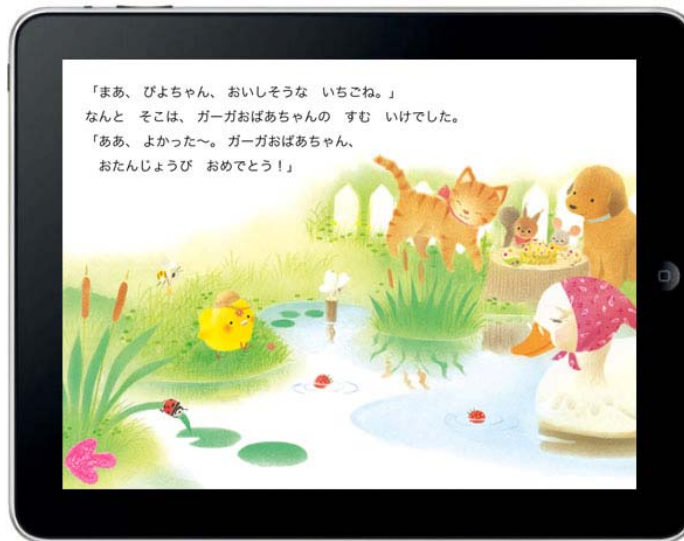 「まあ、 ぴよちゃん、 おいしそうな　いちごね。」
なんと　そこは、 ガーガおばあちゃんの　すむ　いけでした。
「ああ、 よかった〜。 ガーガおばあちゃん、
　おたんじょうび　おめでとう！」